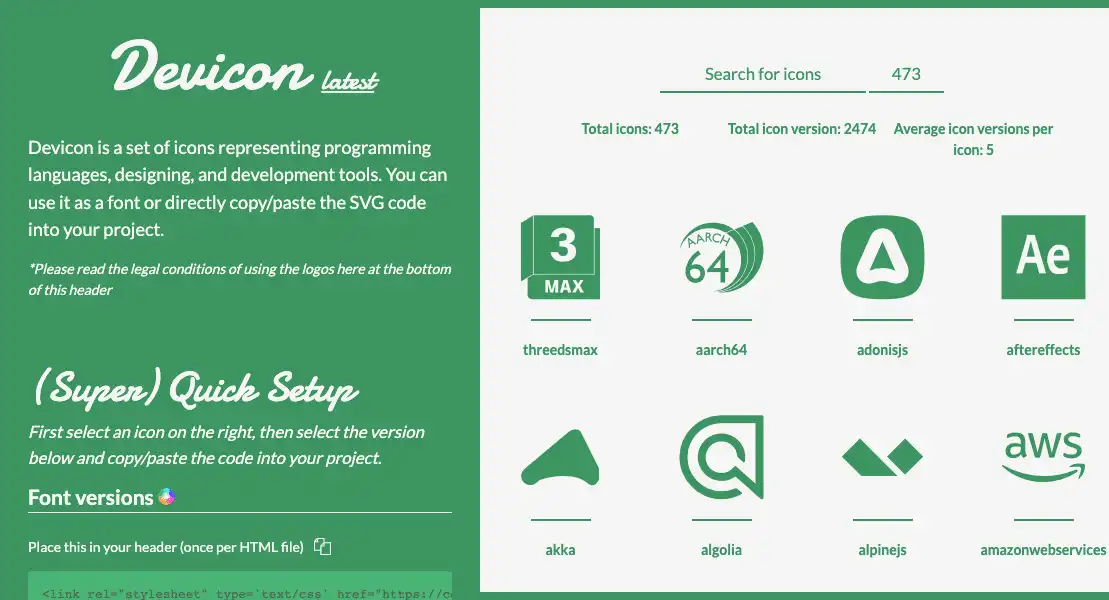 Devicon latest
Devicon is a set of icons representing programming
languages, designing, and development tools. You can
use it as a font or directly copy/paste the SVG code
into your project.
*Please read the legal conditions of using the logos here at the bottom
of this header
(Super) Quick Setup
First select an icon on the right, then select the version
below and copy/paste the code into your project.
Font versions
Place this in your header (once per HTML file)
<link rel="stylesheet" type='text/css' href="https://c
Search for icons 473
Total icons: 473 Total icon version: 2474 Average icon versions per
icon: 5
3
MAX
AARCH
64
Ae
threedsmax aarch64 adonisjs aftereffects
aws
akka algolia alpinejs amazonwebservices